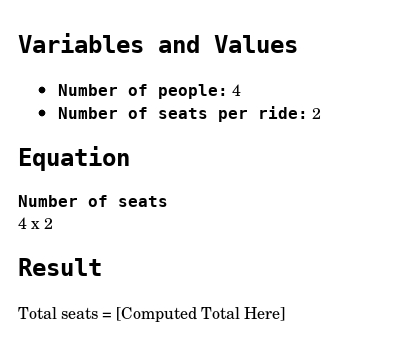 Variables and Values
• Number of people: 4
• Number of seats per ride: 2
Equation
Number of seats
4 x 2
Result
Total seats = [Computed Total Here]